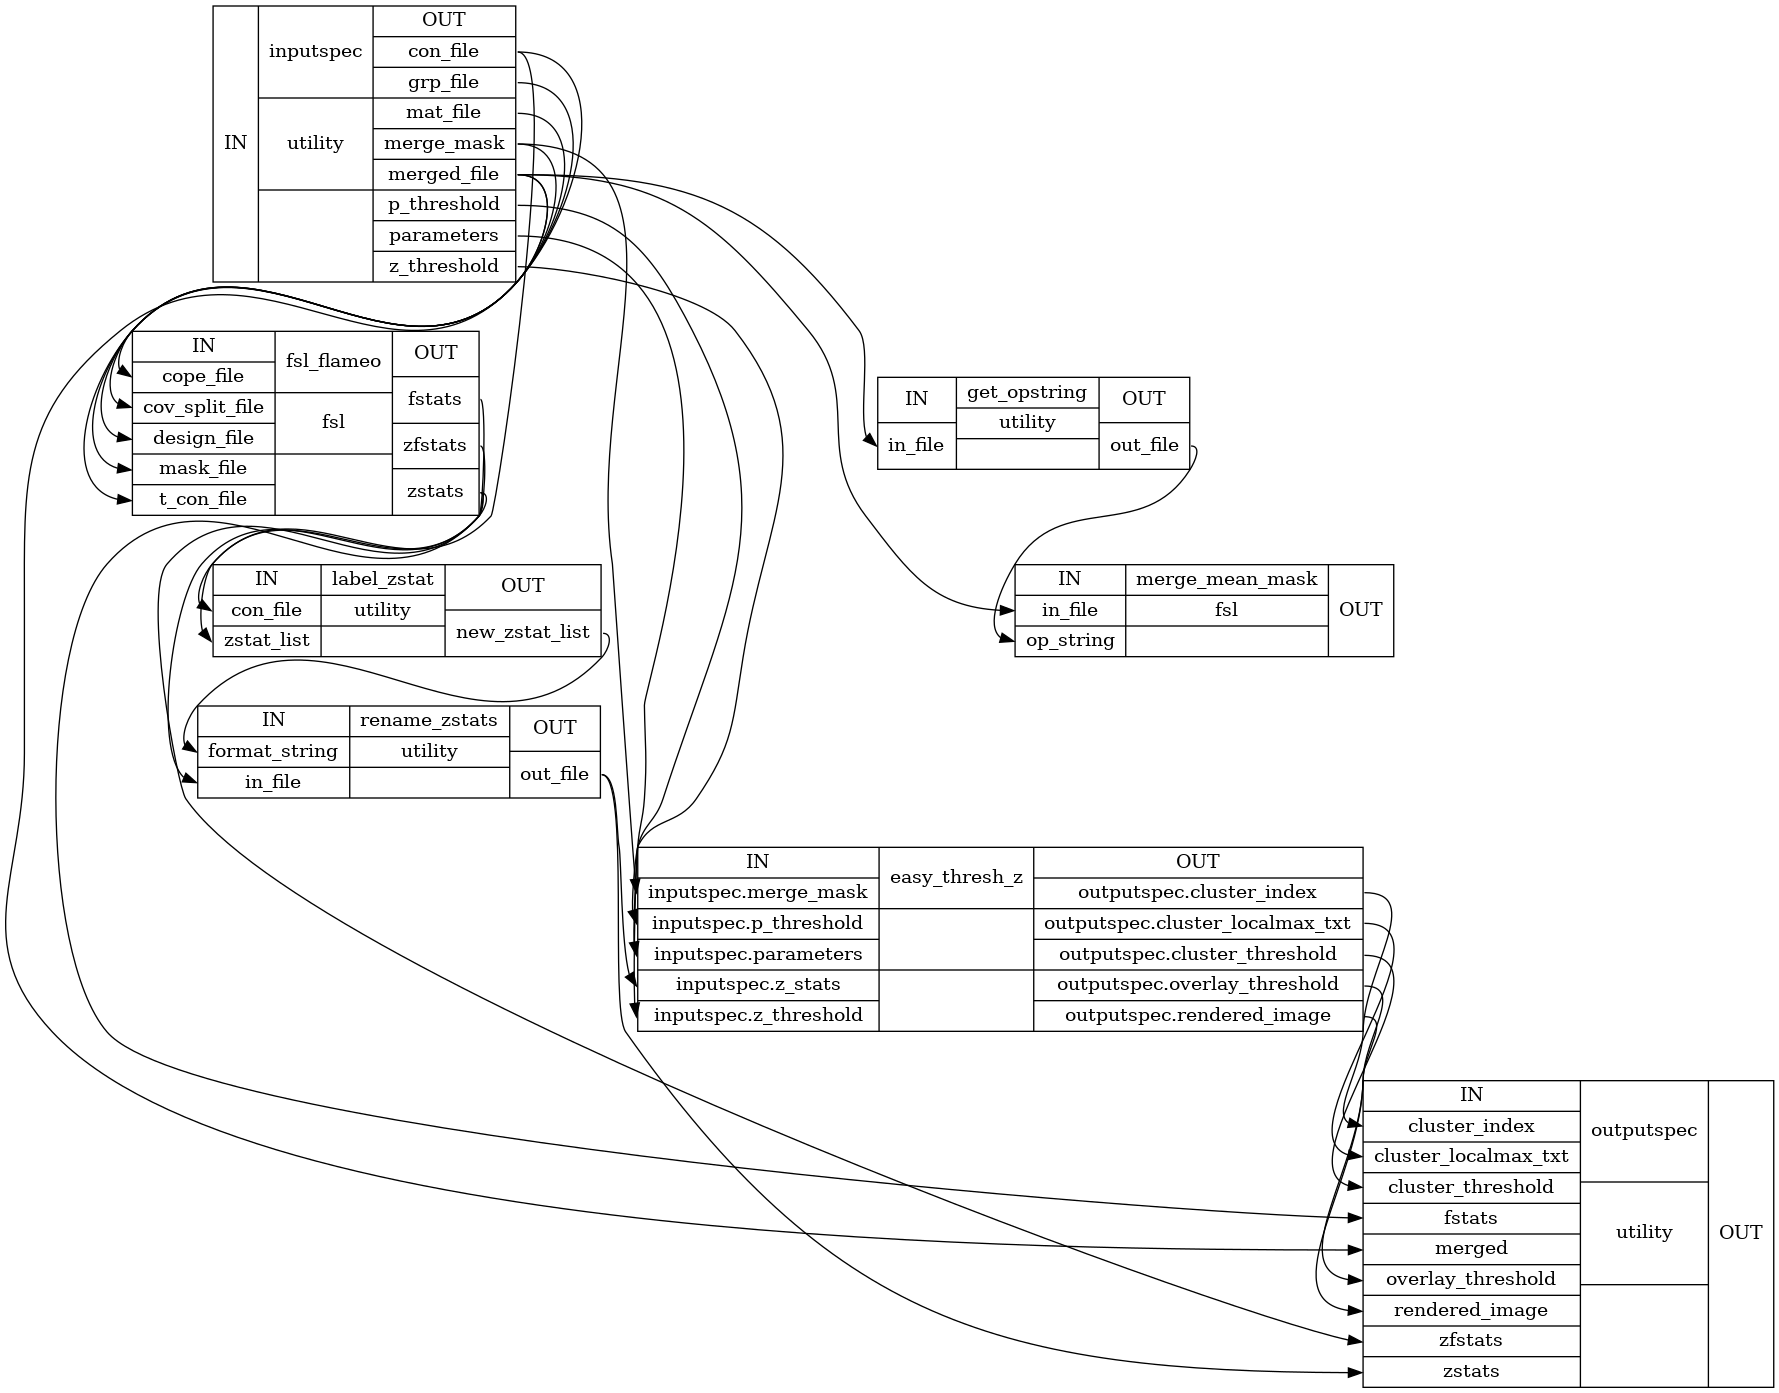 IN
inputspec
utility
OUT
con_file
grp_file
mat_file
merge_mask
merged_file
p_threshold
parameters
z_threshold
IN
cope_file
cov_split_file
design_file
mask_file
t_con_file
fsl_flameo
fsl
OUT
fstats
zfstats
zstats
IN
in_file
get_opstring
utility
OUT
out_file
IN
con_file
zstat_list
label_zstat
utility
OUT
new_zstat_list
IN
in_file
op_string
merge_mean_mask
fsl
OUT
IN
format_string
in_file
rename_zstats
utility
OUT
out_file
IN
inputspec.merge_mask
inputspec.p_threshold
inputspec.parameters
inputspec.z_stats
inputspec.z_threshold
easy_thresh_z
OUT
outputspec.cluster_index
outputspec.cluster_localmax_txt
outputspec.cluster_threshold
outputspec.overlay_threshold
outputspec.rendered_image
IN
cluster_index
cluster_localmax_txt
cluster_threshold
fstats
merged
overlay_threshold
rendered_image
zfstats
zstats
outputspec
utility
OUT